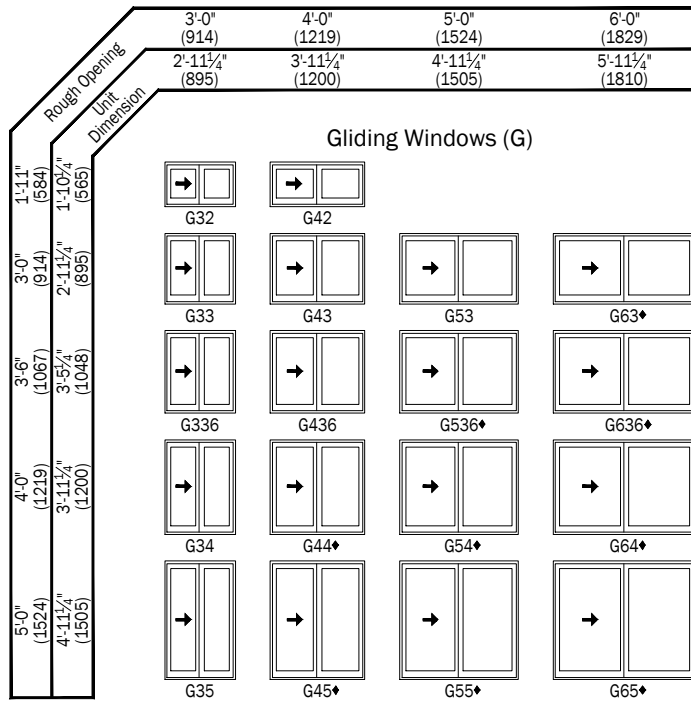 3'-0" 4'-0" 5'-0" 6'-0"
(914) (1219) (1524) (1829)
2'-11¼" 3'-11¼" 4'-11¼" 5'-11¼"
(895) (1200) (1505) (1810)
Rough Opening
Unit
Dimension
Gliding Windows (G)
1'-11"
(584)
1'-10¼"
(565)
G32 G42
3'-0"
(914)
2'-11¼"
(895)
G33 G43 G53 G63♦
3'-6"
(1067)
3'-5¼"
(1048)
G336 G436 G536♦ G636♦
4'-0"
(1219)
3'-11¼"
(1200)
G34 G44♦ G54♦ G64♦
5'-0"
(1524)
4'-11¼"
(1505)
G35 G45♦ G55♦ G65♦